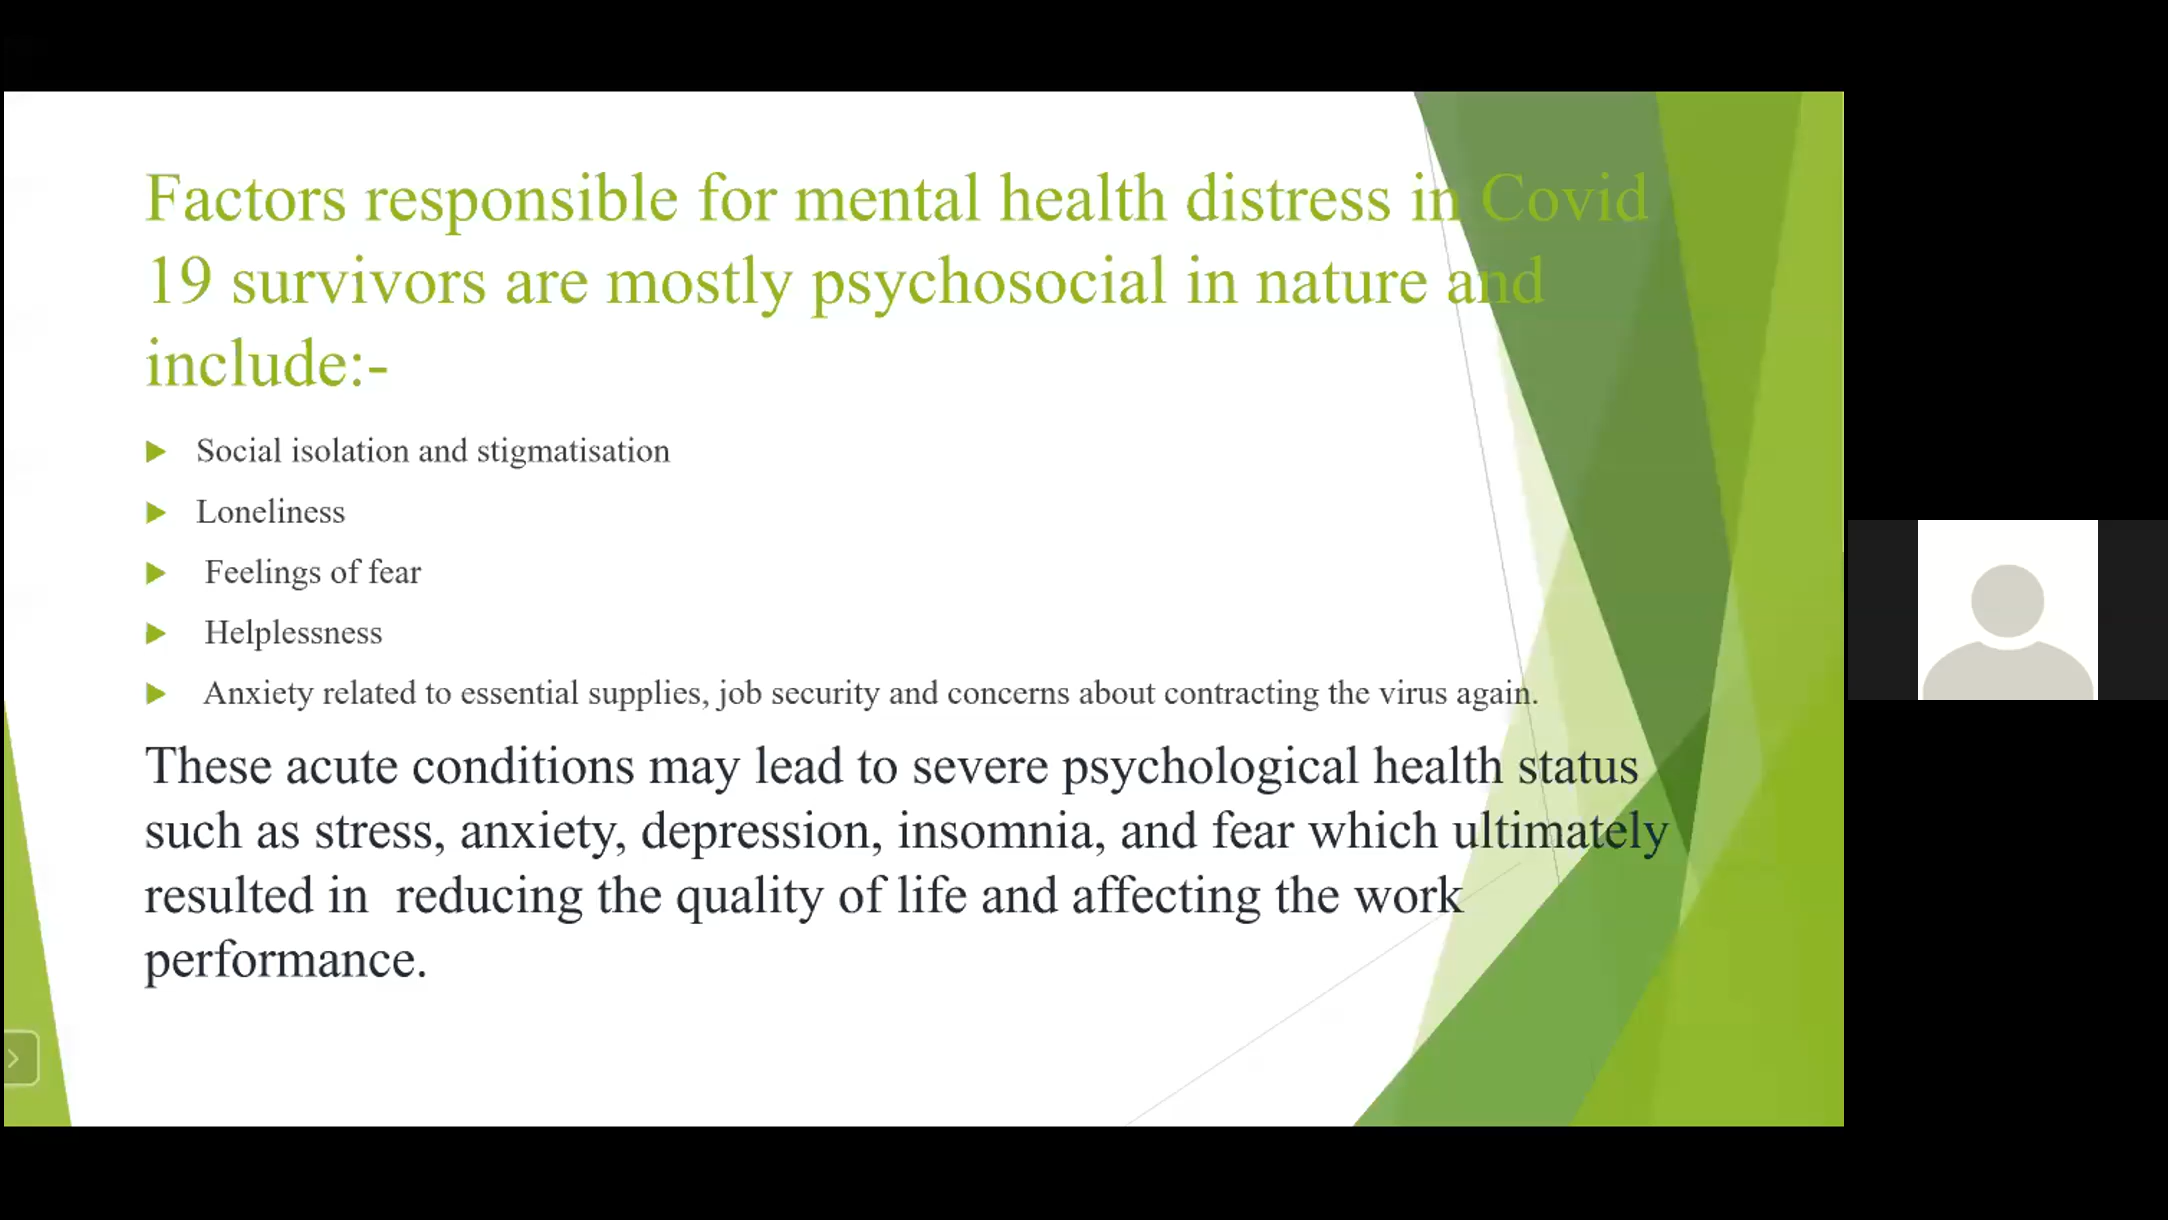 Factors responsible for mental health distress in Covid
19 survivors are mostly psychosocial in nature and
include:-
Social isolation and stigmatisation
Loneliness
Feelings of fear
Helplessness
Anxiety related to essential supplies, job security and concerns about contracting the virus again.
These acute conditions may lead to severe psychological health status
such as stress, anxiety, depression, insomnia, and fear which ultimately
resulted in  reducing the quality of life and affecting the work
performance.